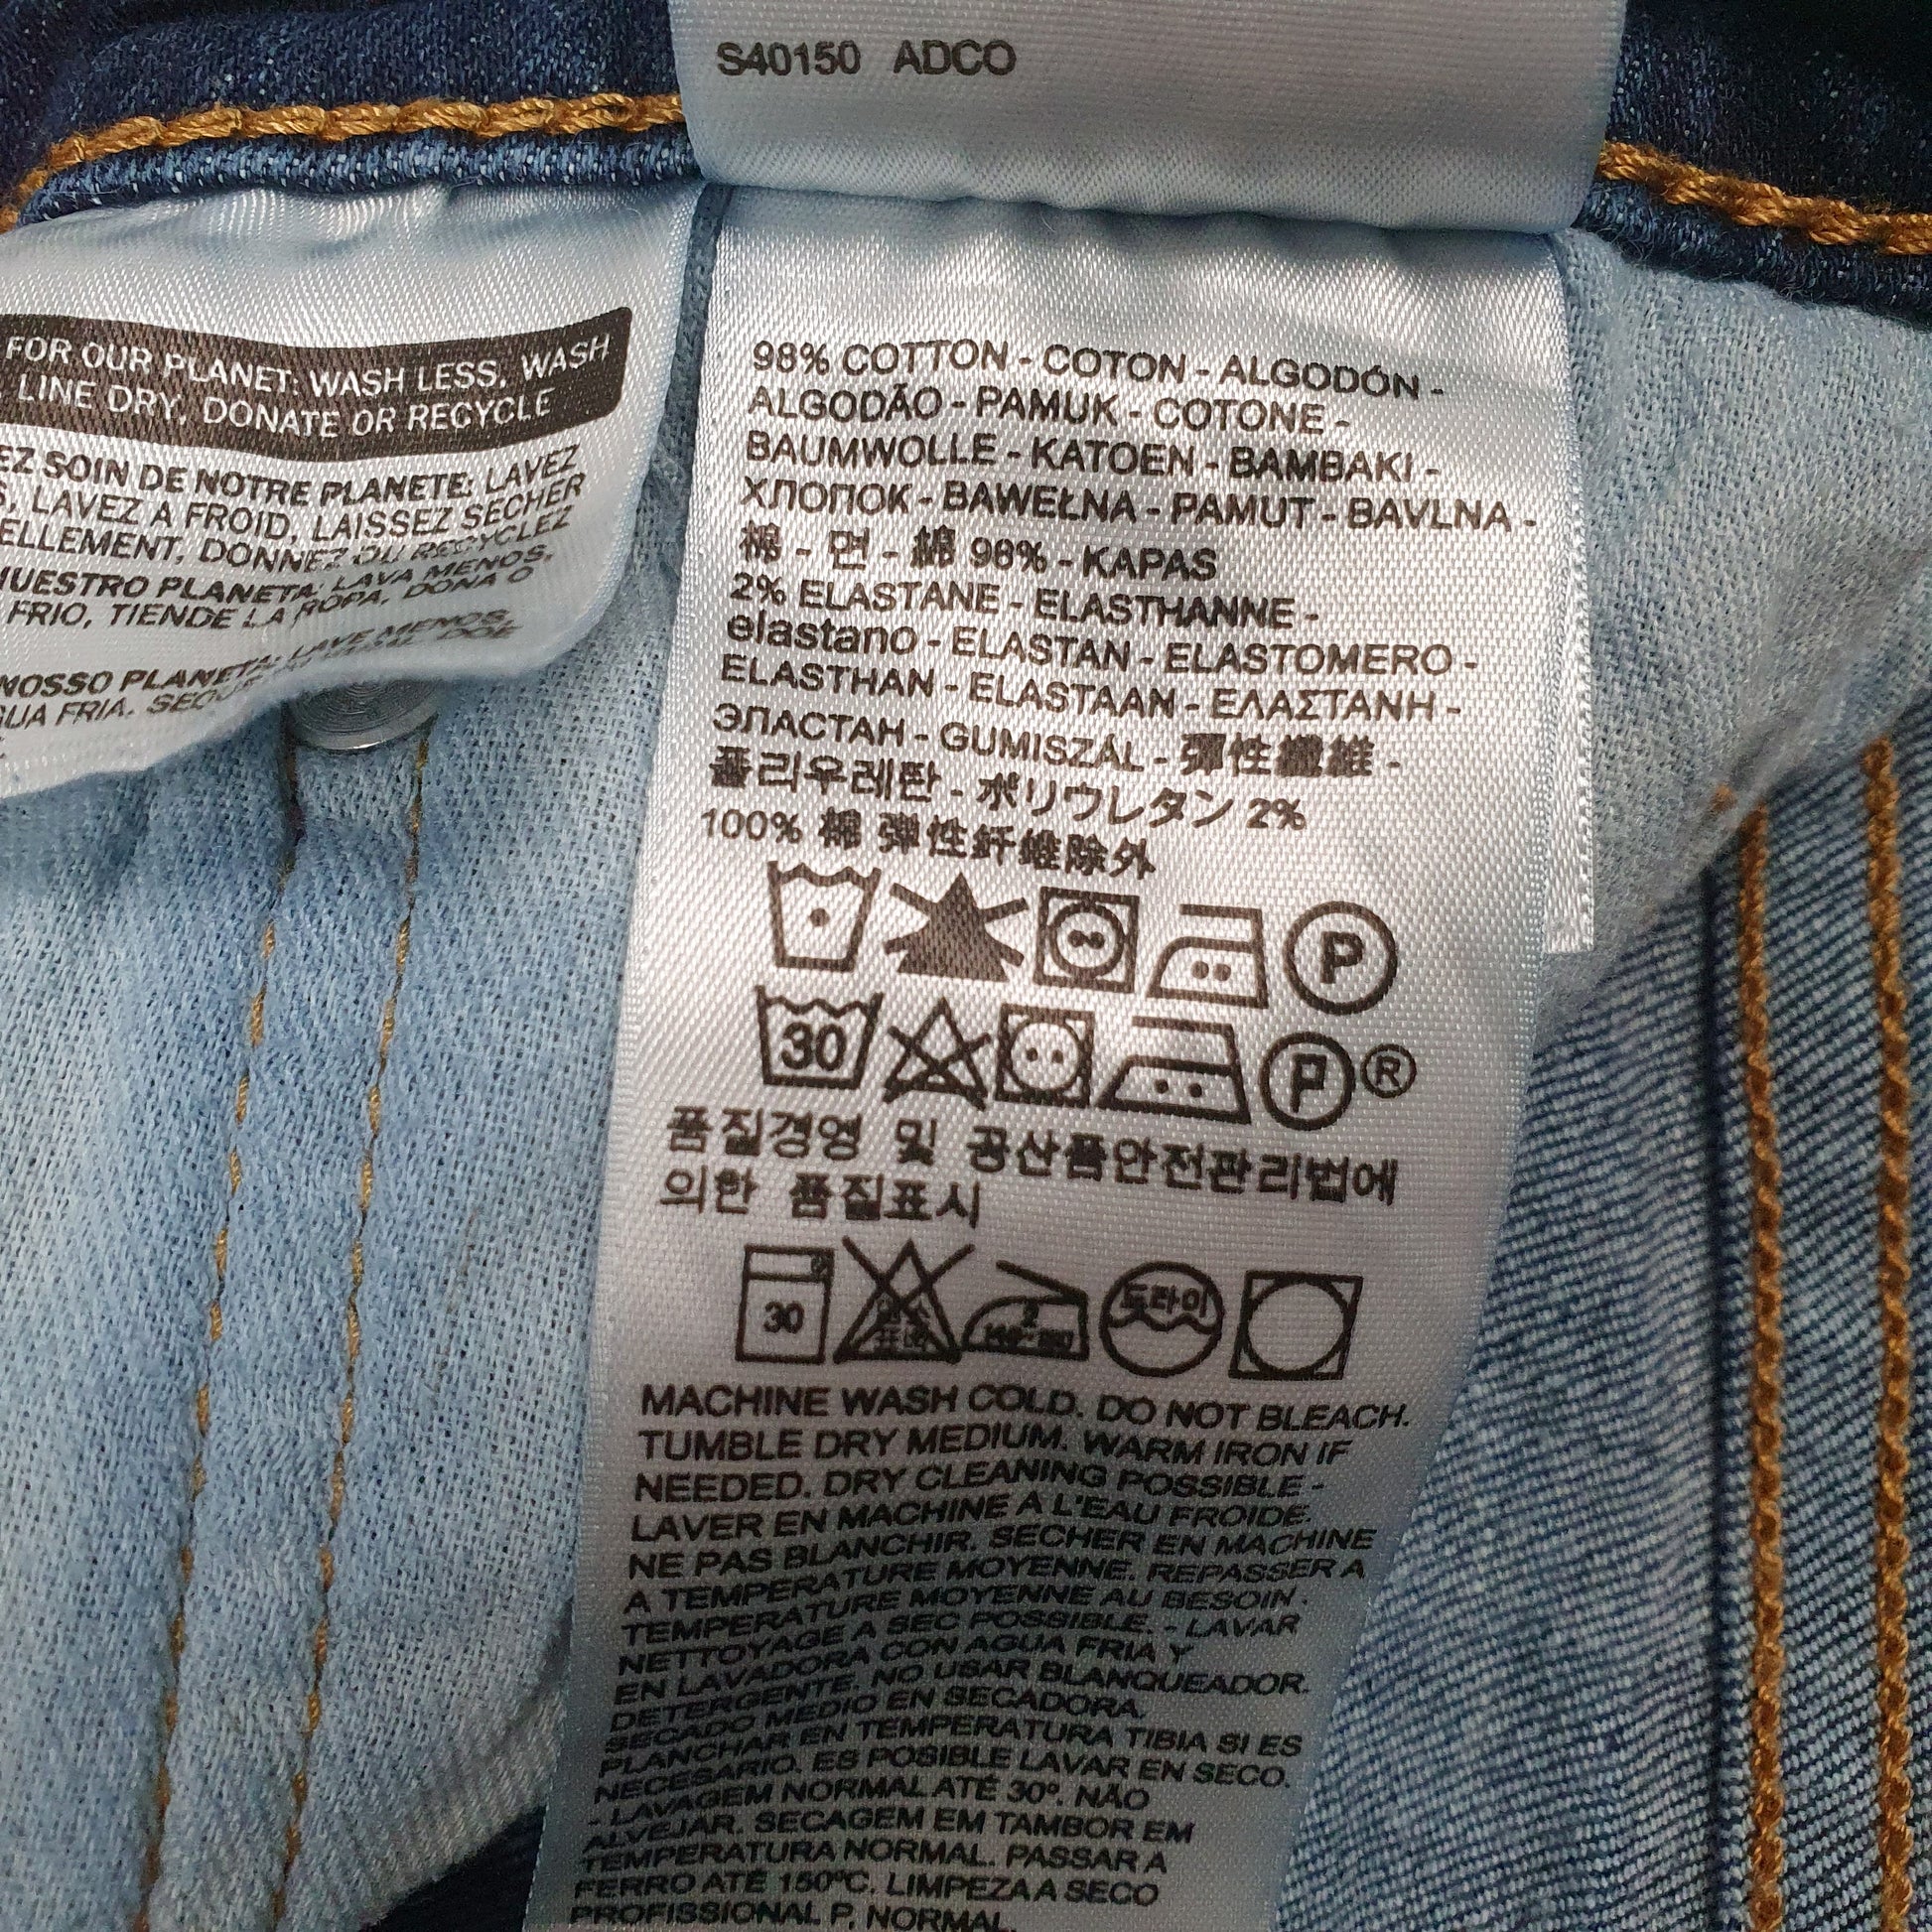 S40150 ADCO
FOR OUR PLANET: WASH LESS, WASH
LINE DRY, DONATE OR RECYCLE
EZ SOIN DE NOTRE PLANETE: LAVEZ
S, LAVEZ A FROID, LAISSEZ SECHER
ELLEMENT, DONNEZ OU RECYCLEZ
NUESTRO PLANETA: LAVA MENOS,
FRIO, TIENDE LA ROPA, DONA O
NOSSO PLANETA: LAVE MENOS,
GUA FRIA. DOE
98% COTTON - COTON - ALGODÓN -
ALGODÃO - PAMUK - COTONE -
BAUMWOLLE - KATOEN - BAMBAKI -
ХЛОПОК - BAWEŁNA - PAMUT - BAVLNA -
棉 - 면 - 綿 98% - KAPAS
2% ELASTANE - ELASTHANNE -
elastano - ELASTAN - ELASTOMERO -
ELASTHAN - ELASTAAN - ΕΛΑΣΤΑΝΗ -
ЭЛАСТАН - GUMISZÁL - 彈性纖維 -
폴리우레탄 - ポリウレタン 2%
100% 棉 弹性纤维除外
P
30 P ®
품질경영 및 공산품안전관리법에
의한 품질표시
30 드라이
MACHINE WASH COLD. DO NOT BLEACH.
TUMBLE DRY MEDIUM. WARM IRON IF
NEEDED. DRY CLEANING POSSIBLE -
LAVER EN MACHINE A L'EAU FROIDE.
NE PAS BLANCHIR. SECHER EN MACHINE
A TEMPERATURE MOYENNE. REPASSER A
TEMPERATURE MOYENNE AU BESOIN.
NETTOYAGE A SEC POSSIBLE. - LAVAR
EN LAVADORA CON AGUA FRIA Y
DETERGENTE. NO USAR BLANQUEADOR.
SECADO MEDIO EN SECADORA.
PLANCHAR EN TEMPERATURA TIBIA SI ES
NECESARIO. ES POSIBLE LAVAR EN SECO.
- LAVAGEM NORMAL ATÉ 30º. NÃO
ALVEJAR. SECAGEM EM TAMBOR EM
TEMPERATURA NORMAL. PASSAR A
FERRO ATÉ 150ºC. LIMPEZA A SECO
PROFISSIONAL P, NORMAL.